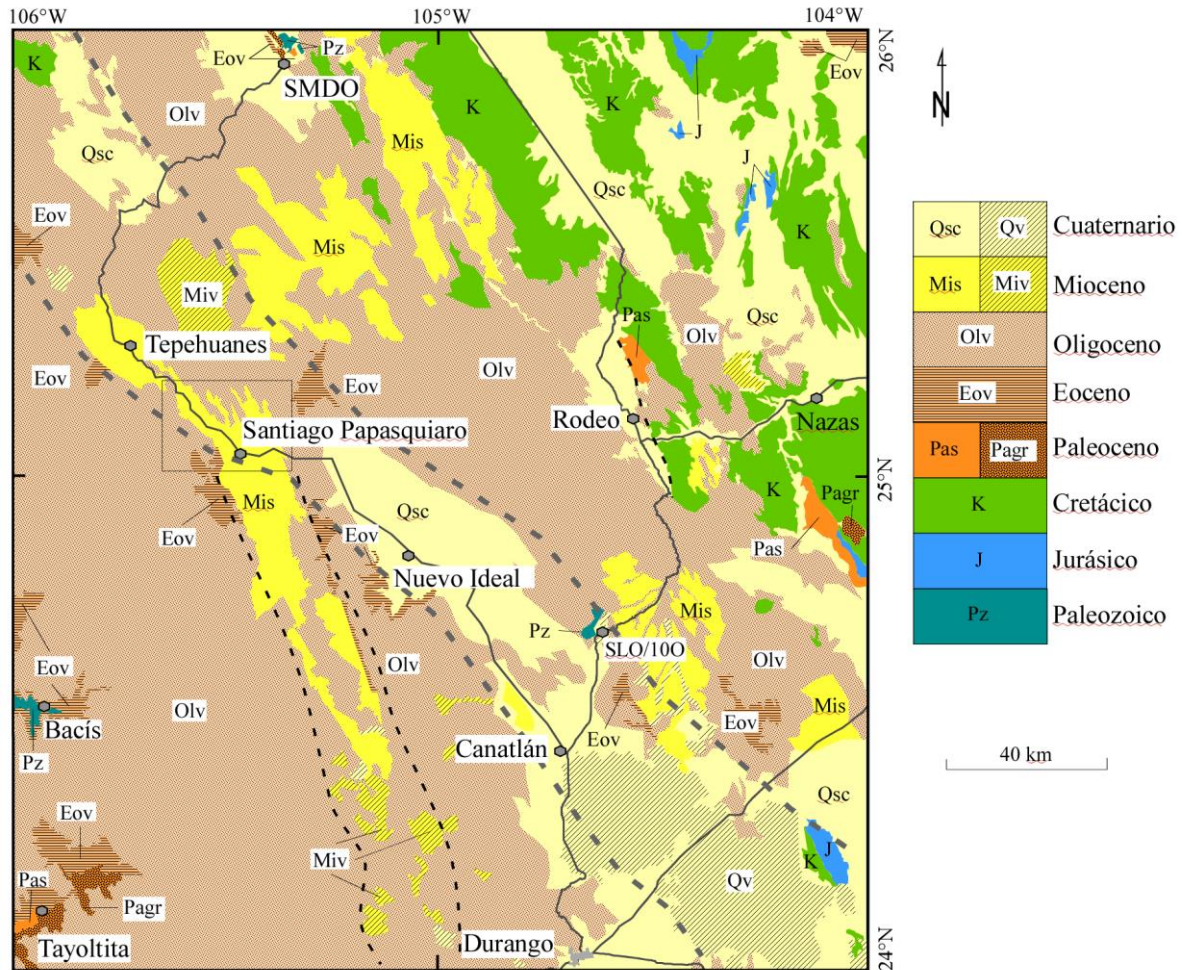 106°W 105°W 104°W
26°N
K
Eov
Pz
SMDO
Olv
K
K
J
Eov
N
Mis
J
Qsc
Qsc
J
Eov
Mis
K
Miv
Qsc
Pas
Olv
Tepehuanes
Eov
Eov
Olv
Rodeo
Nazas
Santiago Papasquiaro
25°N
Mis
K
Pagr
Eov
Qsc
Eov
Pas
Nuevo Ideal
Mis
Pz
SLO/10O
Eov
Olv
Olv
Olv
Bacís
Eov
Eov
Mis
Canatlán
Pz
Qsc
Eov
J
K
Miv
Qv
Pas
Pagr
Tayoltita
Durango
24°N
Qsc Qv Cuaternario
Mis Miv Mioceno
Olv Oligoceno
Eov Eoceno
Pas Pagr Paleoceno
K Cretácico
J Jurásico
Pz Paleozoico
40 km